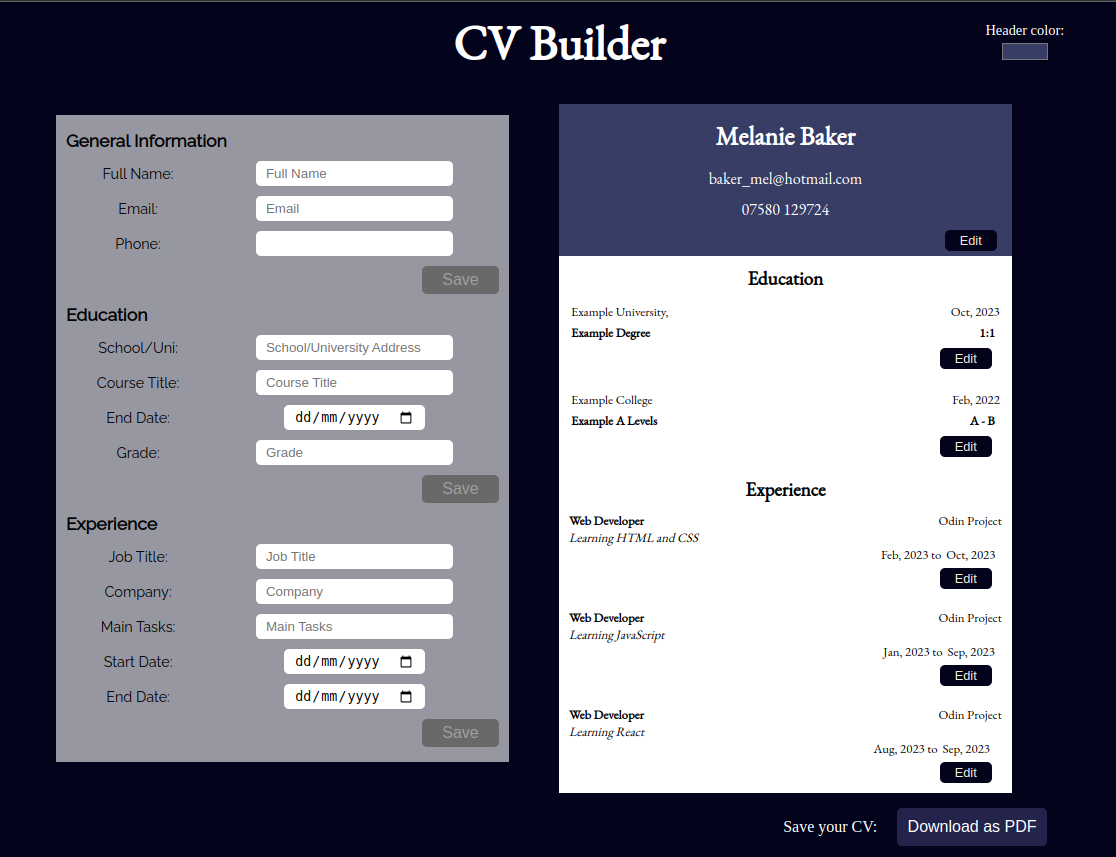 CV Builder
Header color:
General Information
Full Name: Full Name
Email: Email
Phone:
Save
Education
School/Uni: School/University Address
Course Title: Course Title
End Date: dd/mm/yyyy
Grade: Grade
Save
Experience
Job Title: Job Title
Company: Company
Main Tasks: Main Tasks
Start Date: dd/mm/yyyy
End Date: dd/mm/yyyy
Save
Melanie Baker
baker_mel@hotmail.com
07580 129724
Edit
Education
Example University, Oct, 2023
Example Degree 1:1
Edit
Example College Feb, 2022
Example A Levels A - B
Edit
Experience
Web Developer Odin Project
Learning HTML and CSS
Feb, 2023 to Oct, 2023
Edit
Web Developer Odin Project
Learning JavaScript
Jan, 2023 to Sep, 2023
Edit
Web Developer Odin Project
Learning React
Aug, 2023 to Sep, 2023
Edit
Save your CV: Download as PDF